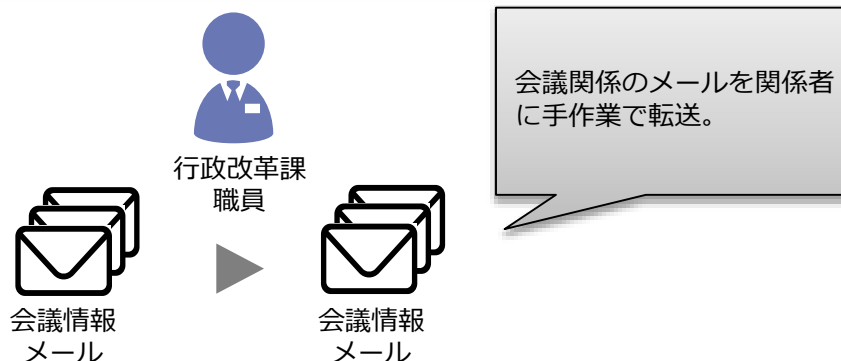 会議関係のメールを関係者
に手作業で転送。
行政改革課
職員
会議情報
メール
会議情報
メール